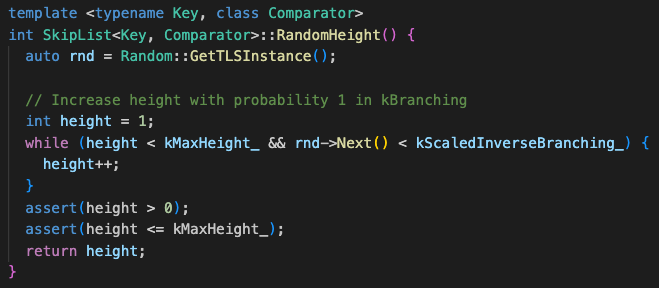 template <typename Key, class Comparator>
int SkipList<Key, Comparator>::RandomHeight() {
  auto rnd = Random::GetTLSInstance();

  // Increase height with probability 1 in kBranching
  int height = 1;
  while (height < kMaxHeight_ && rnd->Next() < kScaledInverseBranching_) {
    height++;
  }
  assert(height > 0);
  assert(height <= kMaxHeight_);
  return height;
}